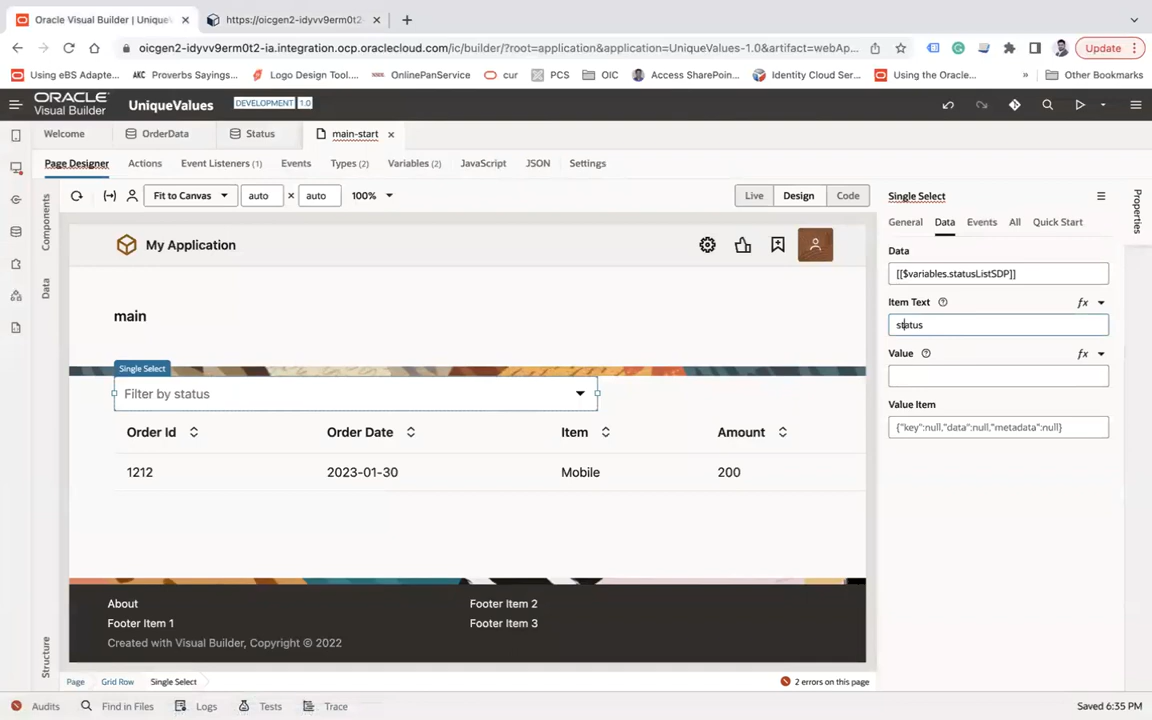 Oracle Visual Builder | UniqueV
https://oicgen2-idyvv9erm0t2-
oicgen2-idyvv9erm0t2-ia.integration.ocp.oraclecloud.com/ic/builder/?root=application&application=UniqueValues-1.0&artifact=webAp...
Update
Using eBS Adapte...
AKC Proverbs Sayings...
Logo Design Tool....
OnlinePanService
cur
PCS
OIC
Access SharePoin...
Identity Cloud Ser...
Using the Oracle...
»
Other Bookmarks
ORACLE
Visual Builder
UniqueValues
DEVELOPMENT 1.0
Welcome
OrderData
Status
main-start
Page Designer
Actions
Event Listeners (1)
Events
Types (2)
Variables (2)
JavaScript
JSON
Settings
Components
Data
Structure
Fit to Canvas
auto
×
auto
100%
Live
Design
Code
My Application
main
Single Select
Filter by status
Order Id
Order Date
Item
Amount
1212
2023-01-30
Mobile
200
About
Footer Item 2
Footer Item 1
Footer Item 3
Created with Visual Builder, Copyright © 2022
Page
Grid Row
Single Select
2 errors on this page
Single Select
Properties
General
Data
Events
All
Quick Start
Data
[[$variables.statusListSDP]]
Item Text
fx
status
Value
fx
Value Item
{"key":null,"data":null,"metadata":null}
Audits
Find in Files
Logs
Tests
Trace
Saved 6:35 PM